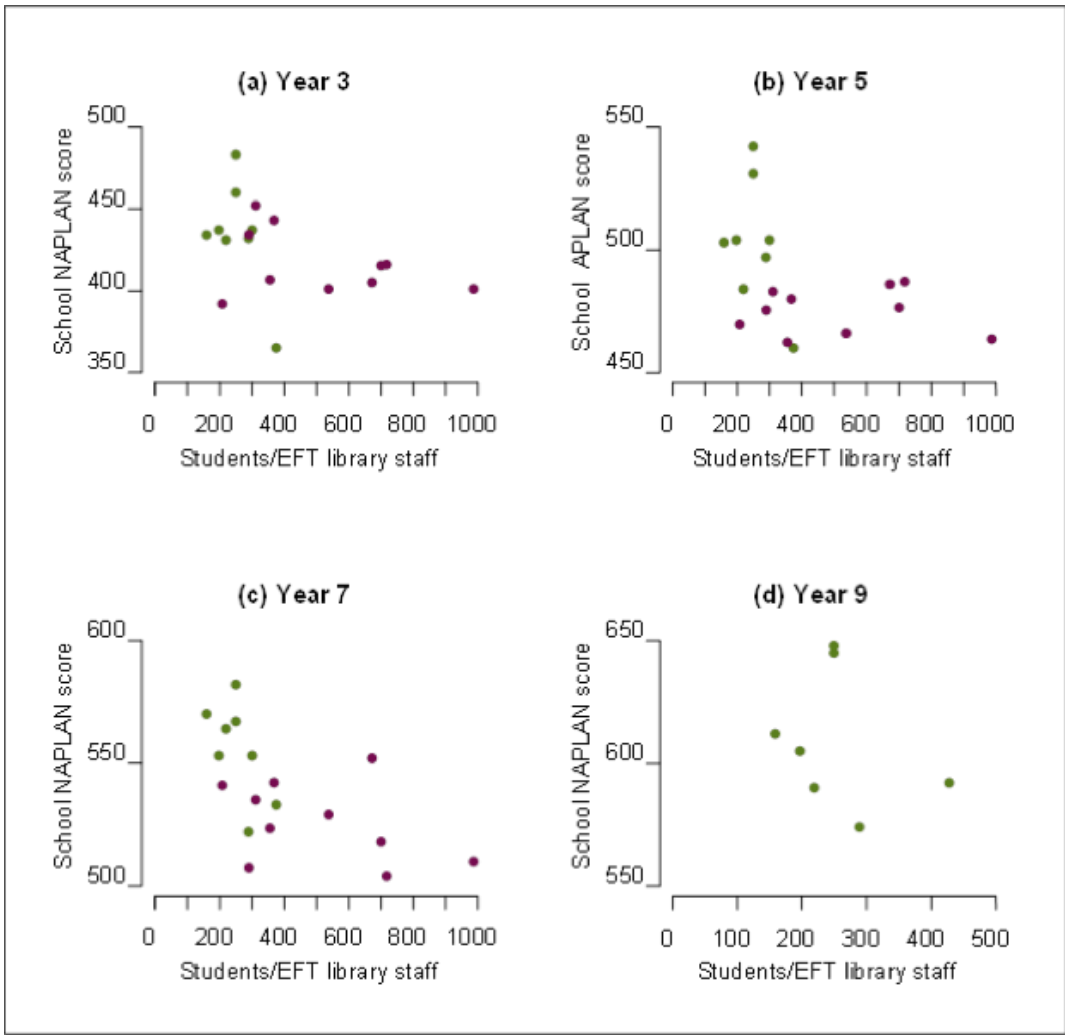 (a) Year 3
School NAPLAN score
500
450
400
350
0 200 400 600 800 1000
Students/EFT library staff
(b) Year 5
School APLAN score
550
500
450
0 200 400 600 800 1000
Students/EFT library staff
(c) Year 7
School NAPLAN score
600
550
500
0 200 400 600 800 1000
Students/EFT library staff
(d) Year 9
School NAPLAN score
650
600
550
0 100 200 300 400 500
Students/EFT library staff